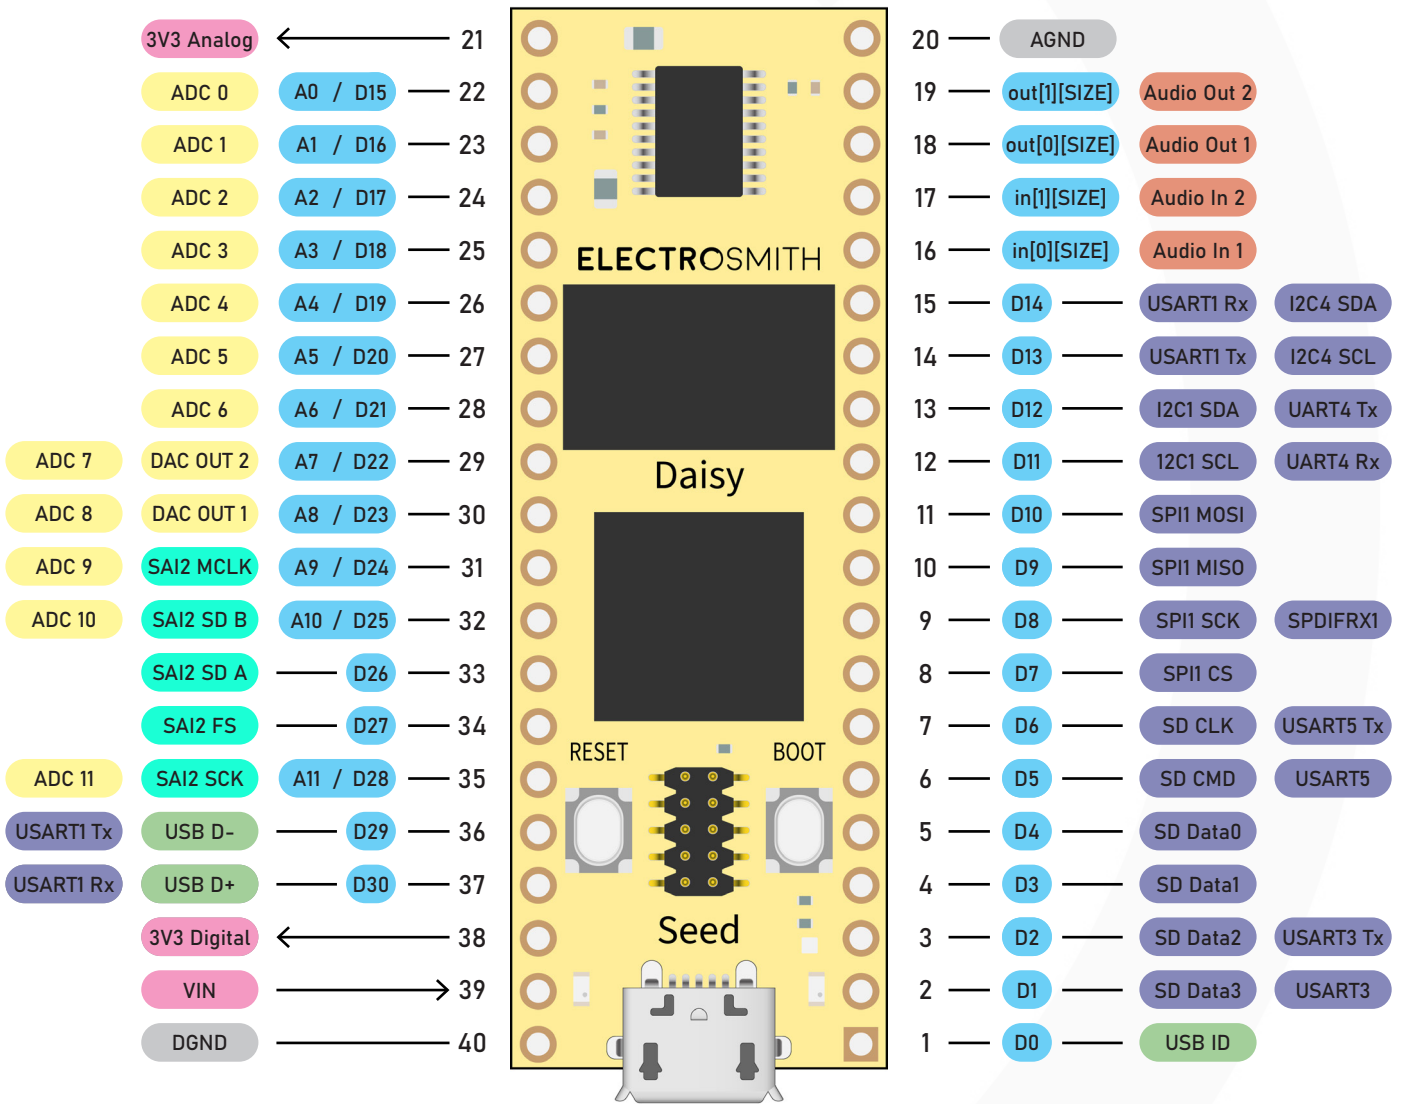 3V3 Analog 21 20 AGND
ADC 0 A0 / D15 22 19 out[1][SIZE] Audio Out 2
ADC 1 A1 / D16 23 18 out[0][SIZE] Audio Out 1
ADC 2 A2 / D17 24 17 in[1][SIZE] Audio In 2
ADC 3 A3 / D18 25 ELECTROSMITH 16 in[0][SIZE] Audio In 1
ADC 4 A4 / D19 26 15 D14 USART1 Rx I2C4 SDA
ADC 5 A5 / D20 27 14 D13 USART1 Tx I2C4 SCL
ADC 6 A6 / D21 28 13 D12 I2C1 SDA UART4 Tx
ADC 7 DAC OUT 2 A7 / D22 29 Daisy 12 D11 12C1 SCL UART4 Rx
ADC 8 DAC OUT 1 A8 / D23 30 11 D10 SPI1 MOSI
ADC 9 SAI2 MCLK A9 / D24 31 10 D9 SPI1 MISO
ADC 10 SAI2 SD B A10 / D25 32 9 D8 SPI1 SCK SPDIFRX1
SAI2 SD A D26 33 8 D7 SPI1 CS
SAI2 FS D27 34 7 D6 SD CLK USART5 Tx
RESET BOOT
ADC 11 SAI2 SCK A11 / D28 35 6 D5 SD CMD USART5
USART1 Tx USB D- D29 36 5 D4 SD Data0
USART1 Rx USB D+ D30 37 4 D3 SD Data1
3V3 Digital 38 Seed 3 D2 SD Data2 USART3 Tx
VIN 39 2 D1 SD Data3 USART3
DGND 40 1 D0 USB ID